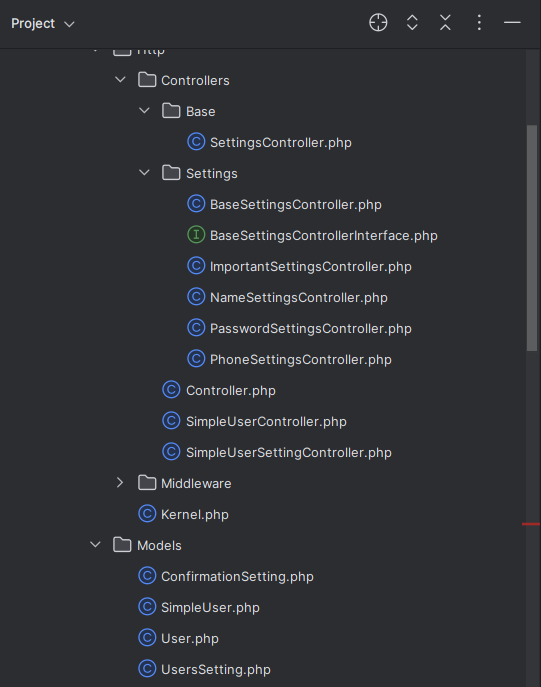 Project
Http
Controllers
Base
C SettingsController.php
Settings
C BaseSettingsController.php
I BaseSettingsControllerInterface.php
C ImportantSettingsController.php
C NameSettingsController.php
C PasswordSettingsController.php
C PhoneSettingsController.php
C Controller.php
C SimpleUserController.php
C SimpleUserSettingController.php
Middleware
C Kernel.php
Models
C ConfirmationSetting.php
C SimpleUser.php
C User.php
C UsersSetting.php